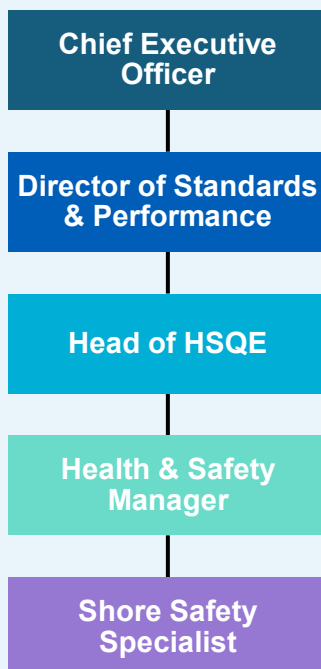 Chief Executive
Officer
Director of Standards
& Performance
Head of HSQE
Health & Safety
Manager
Shore Safety
Specialist